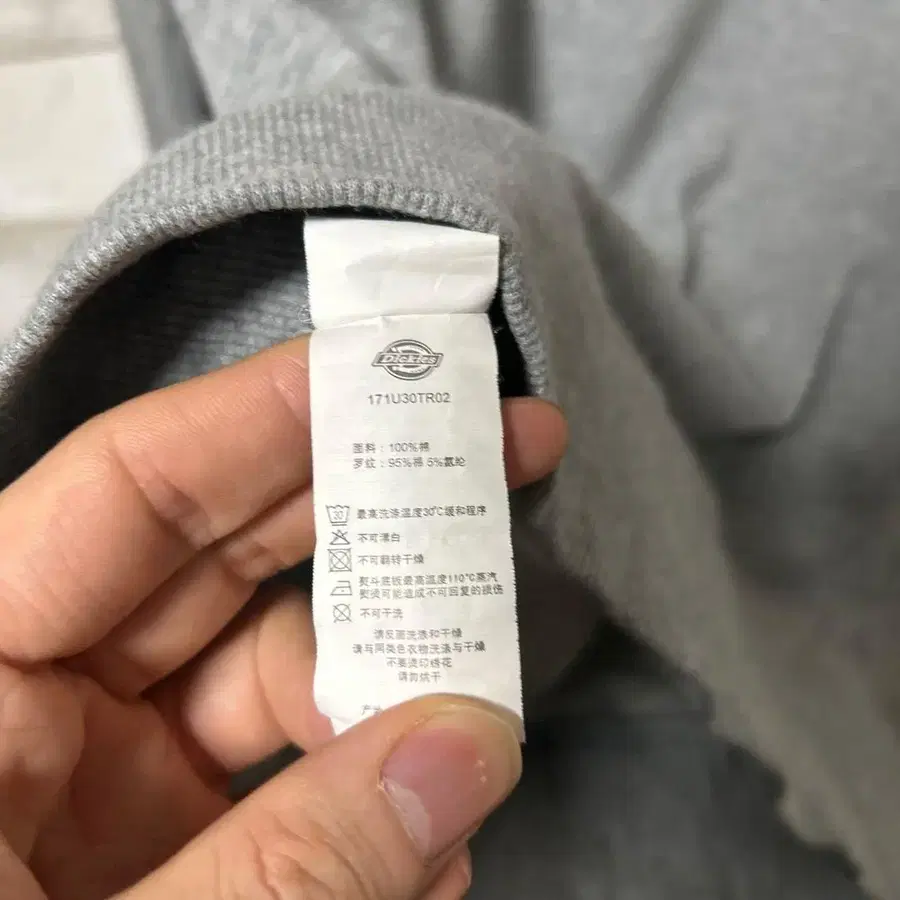 Dickies
171U30TR02
面料：100%棉
罗纹：95%棉 5%氨纶
30
最高洗涤温度30℃缓和程序
不可漂白
不可翻转干燥
熨斗底板最高温度110℃蒸汽
熨烫可能造成不可回复的损伤
不可干洗
请反面洗涤和干燥
请与同类色衣物洗涤与干燥
不要烫印绣花
请勿烘干